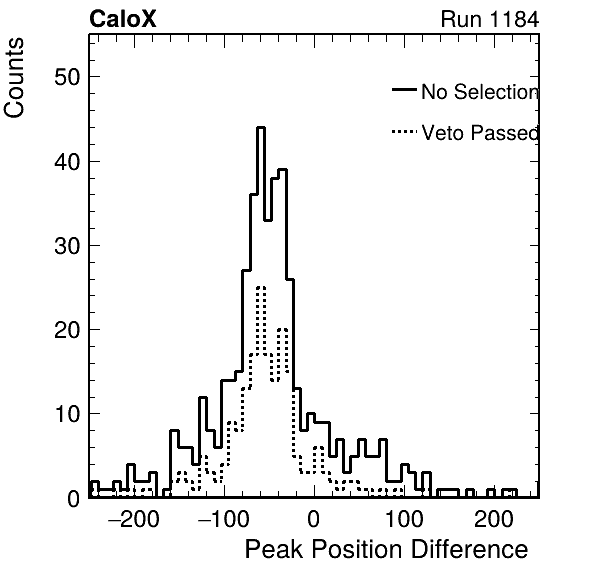 CaloX Run 1184
Counts
50
40
30
20
10
0
No Selection
Veto Passed
−200 −100 0 100 200
Peak Position Difference